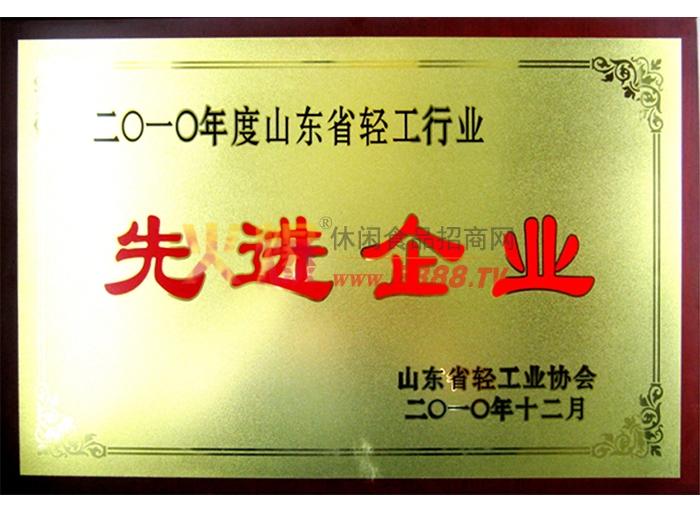 二〇一〇年度山东省轻工行业
先进企业
®休闲食品招商网
山东省轻工业协会
二〇一〇年十二月